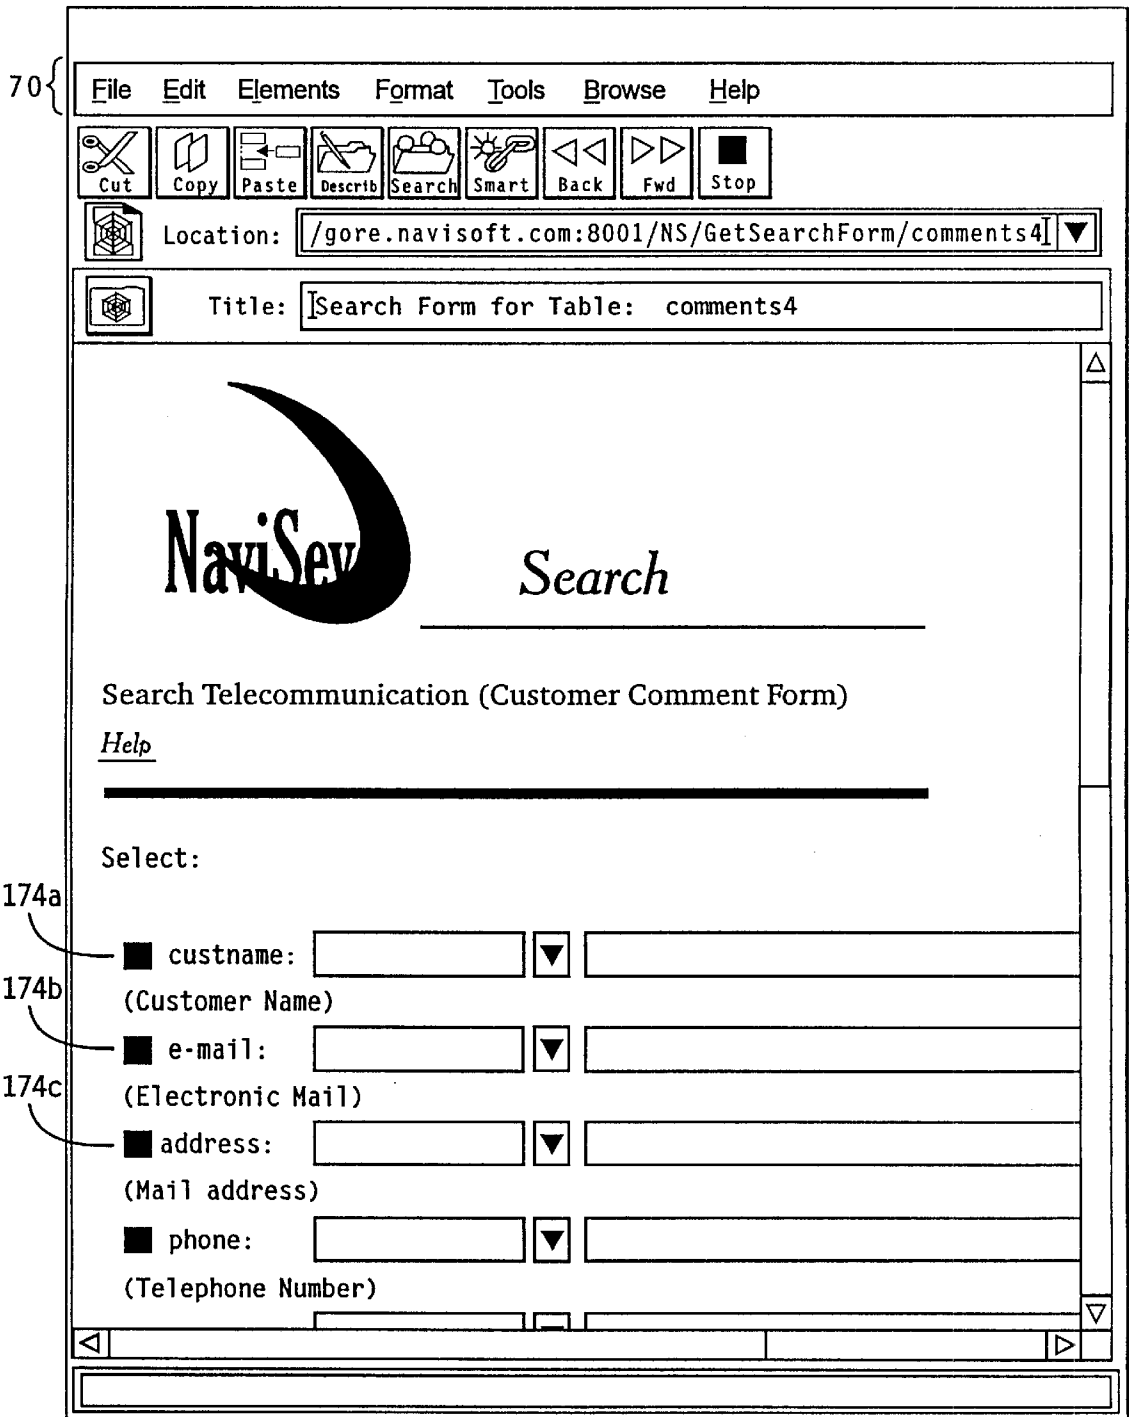 70
File Edit Elements Format Tools Browse Help
Cut Copy Paste Describ Search Smart Back Fwd Stop
Location: /gore.navisoft.com:8001/NS/GetSearchForm/comments4
Title: Search Form for Table: comments4
NaviSev
Search
Search Telecommunication (Customer Comment Form)
Help
Select:
174a
custname:
174b
(Customer Name)
e-mail:
174c
(Electronic Mail)
address:
(Mail address)
phone:
(Telephone Number)